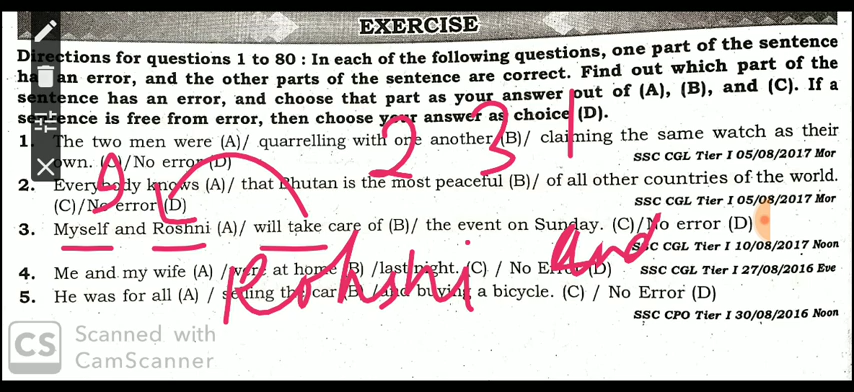 EXERCISE
Directions for questions 1 to 80 : In each of the following questions, one part of the sentence
ha an error, and the other parts of the sentence are correct. Find out which part of the
sentence has an error, and choose that part as your answer out of (A), (B), and (C). If a
sentence is free from error, then choose your answer as choice (D).
1. The two men were (A)/ quarrelling with one another (B)/ claiming the same watch as their
own. (C)/No error (D)
SSC CGL Tier I 05/08/2017 Mor
2 3 1
2. Everybody knows (A)/ that Bhutan is the most peaceful (B)/ of all other countries of the world.
(C)/No error (D)
SSC CGL Tier I 05/08/2017 Mor
3. Myself and Roshni (A)/ will take care of (B)/ the event on Sunday. (C)/No error (D)
SSC CGL Tier I 10/08/2017 Noon
and
4. Me and my wife (A) /were at home (B) /last night. (C) / No Error (D)
SSC CGL Tier I 27/08/2016 Eve
5. He was for all (A) / selling the car (B) /and buying a bicycle. (C) / No Error (D)
SSC CPO Tier I 30/08/2016 Noon
CS Scanned with
CamScanner